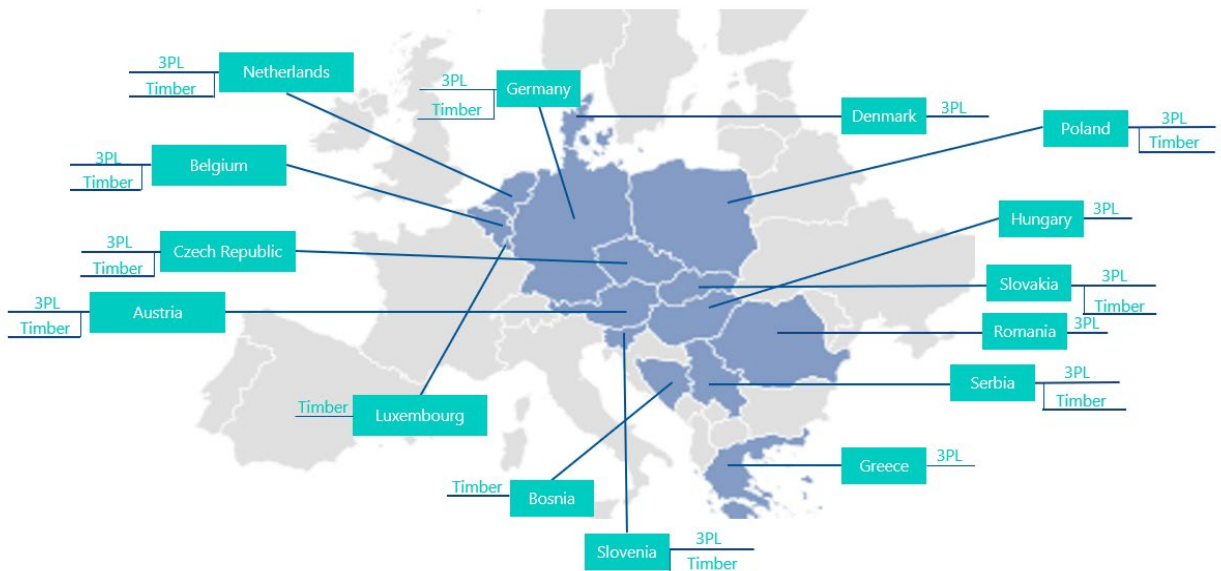 3PL
Timber
Netherlands
3PL
Timber
Germany
Denmark
3PL
Poland
3PL
Timber
3PL
Timber
Belgium
Hungary
3PL
3PL
Timber
Czech Republic
Slovakia
3PL
Timber
3PL
Timber
Austria
Romania
3PL
Serbia
3PL
Timber
Timber
Luxembourg
Greece
3PL
Timber
Bosnia
Slovenia
3PL
Timber